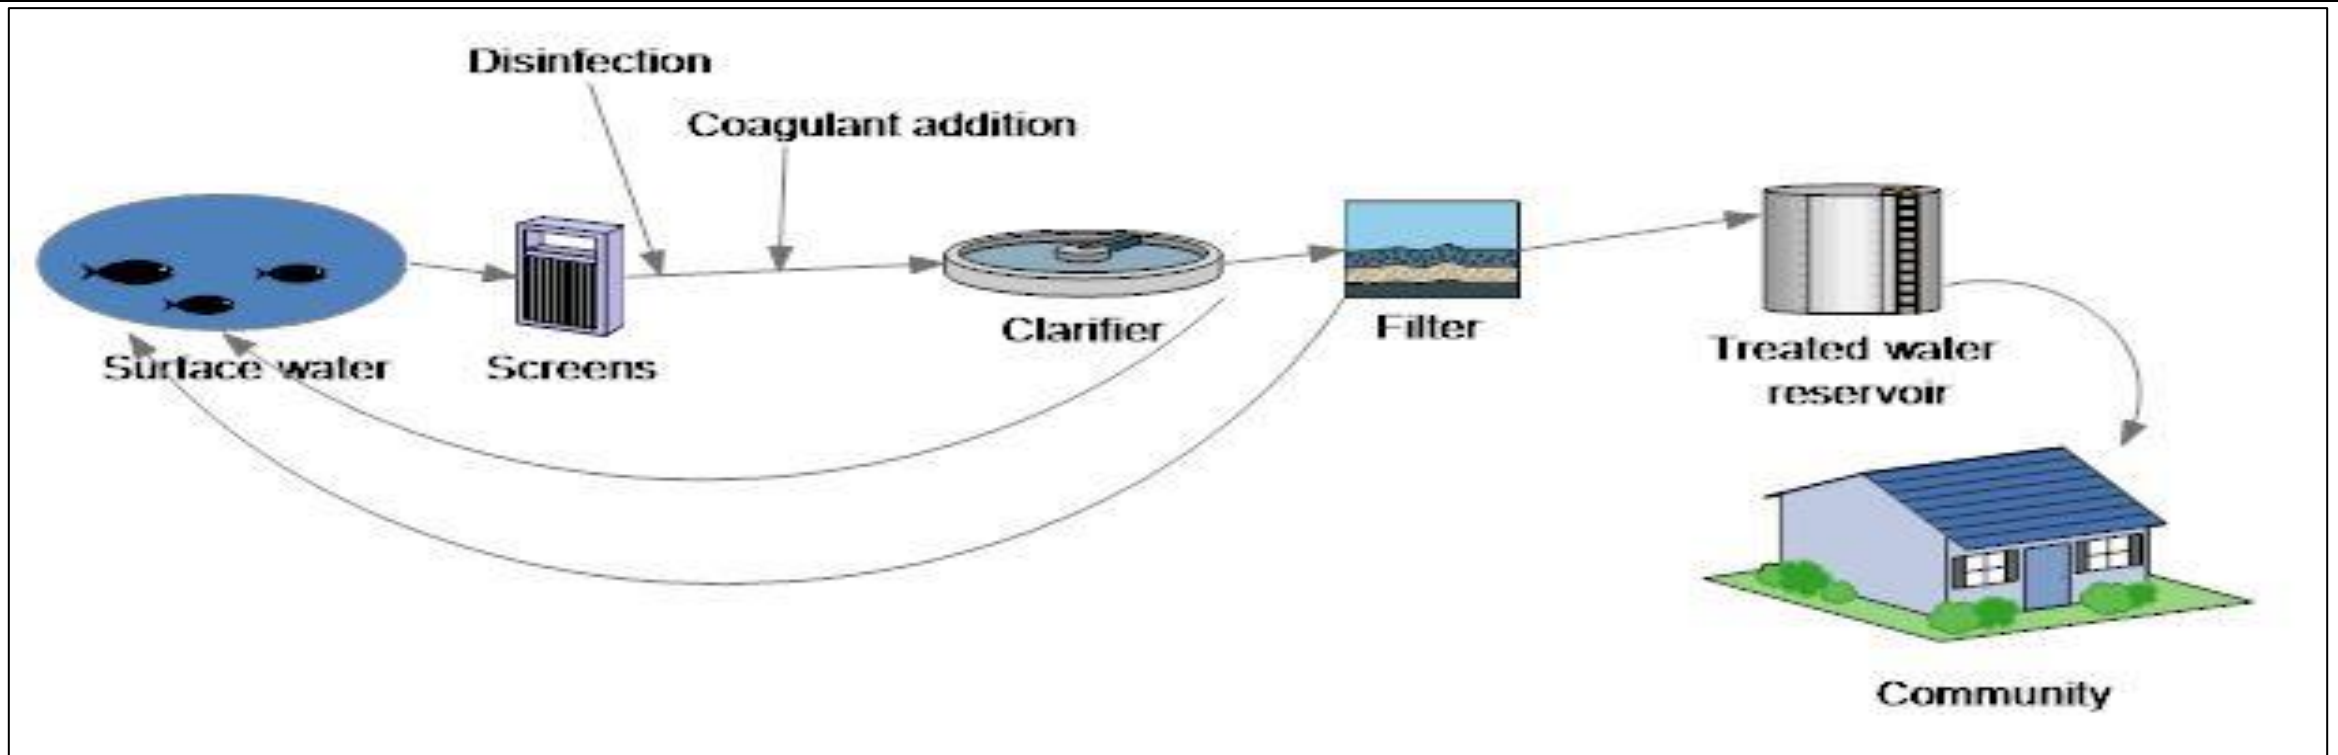 Disinfection
Coagulant addition
Surface water
Screens
Clarifier
Filter
Treated water
reservoir
Community